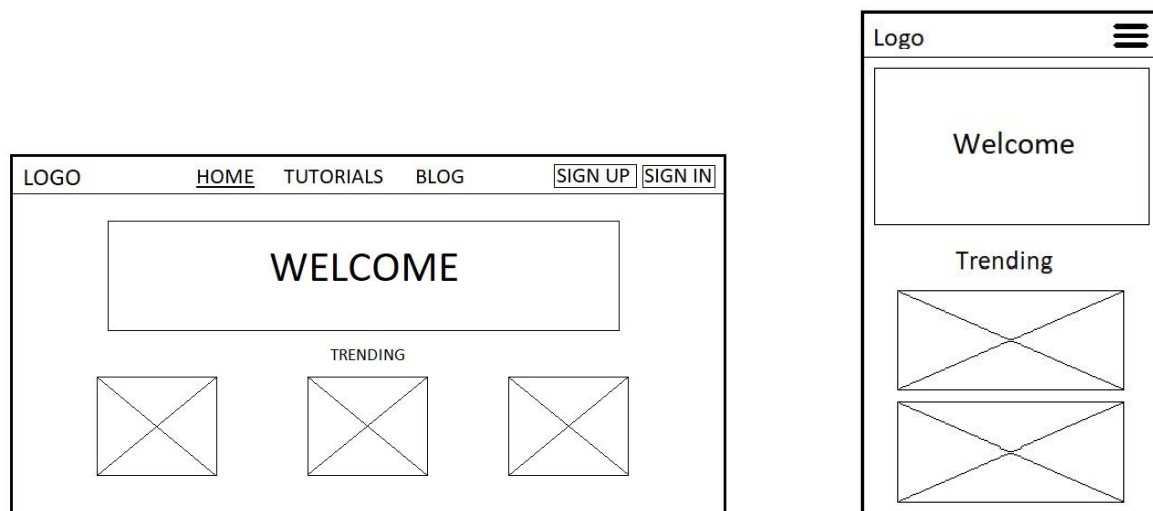 LOGO HOME TUTORIALS BLOG SIGN UP SIGN IN
WELCOME
TRENDING
Logo
Welcome
Trending